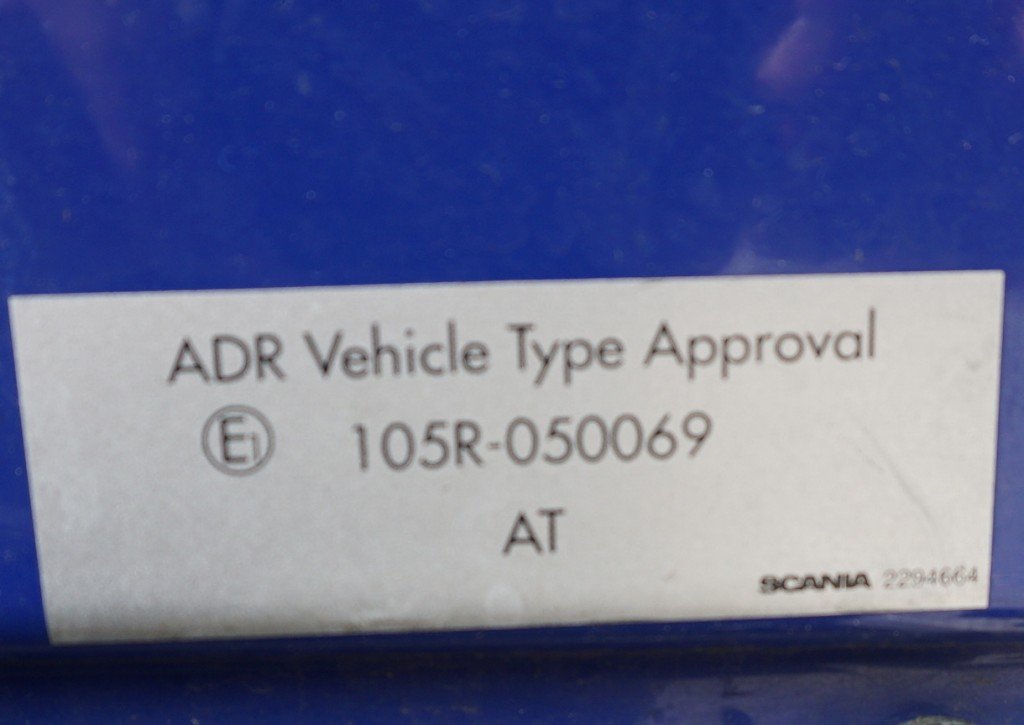 ADR Vehicle Type Approval
E1 105R-050069
AT
SCANIA 2294664